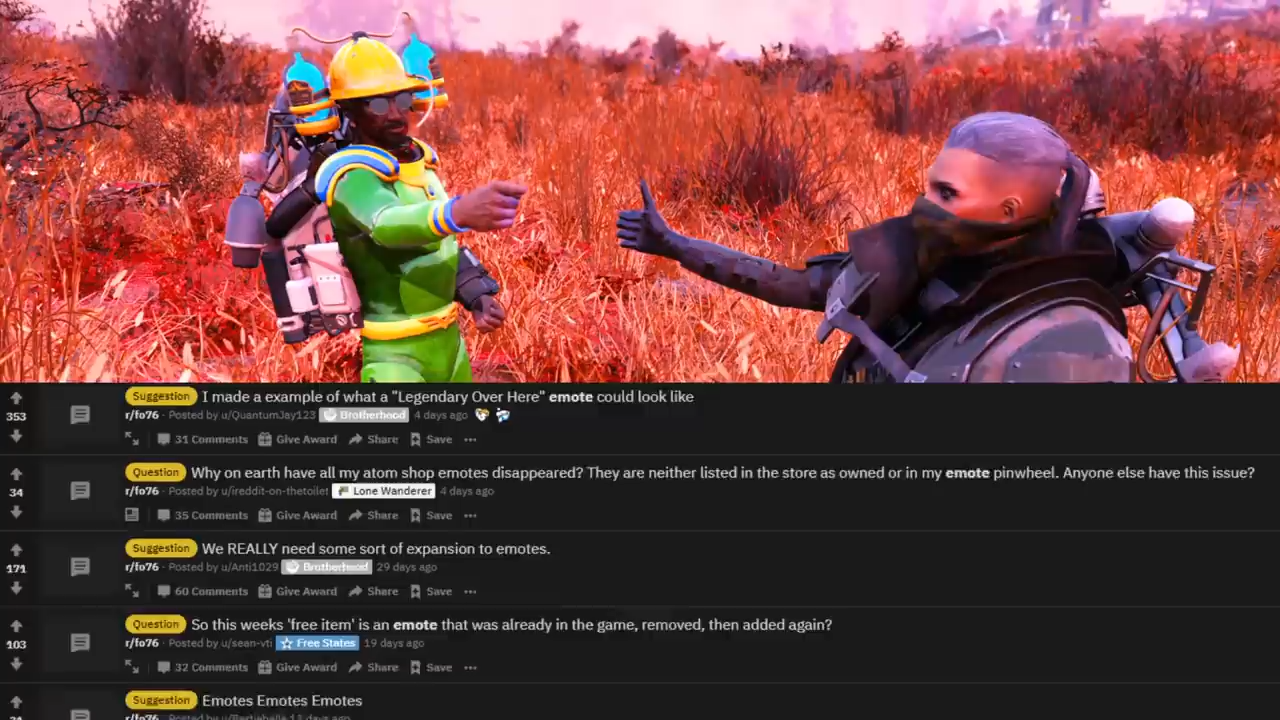 Suggestion I made a example of what a "Legendary Over Here" emote could look like
353
r/fo76 · Posted by u/QuantumJay123 Brotherhood 4 days ago
31 Comments Give Award Share Save ...
Question Why on earth have all my atom shop emotes disappeared? They are neither listed in the store as owned or in my emote pinwheel. Anyone else have this issue?
34
r/fo76 · Posted by u/ireddit-on-thetoilet Lone Wanderer 4 days ago
35 Comments Give Award Share Save ...
Suggestion We REALLY need some sort of expansion to emotes.
171
r/fo76 · Posted by u/Anti1029 Brotherhood 29 days ago
60 Comments Give Award Share Save ...
Question So this weeks 'free item' is an emote that was already in the game, removed, then added again?
103
r/fo76 · Posted by u/sean-vti Free States 19 days ago
32 Comments Give Award Share Save ...
Suggestion Emotes Emotes Emotes
r/fo76 · Posted by